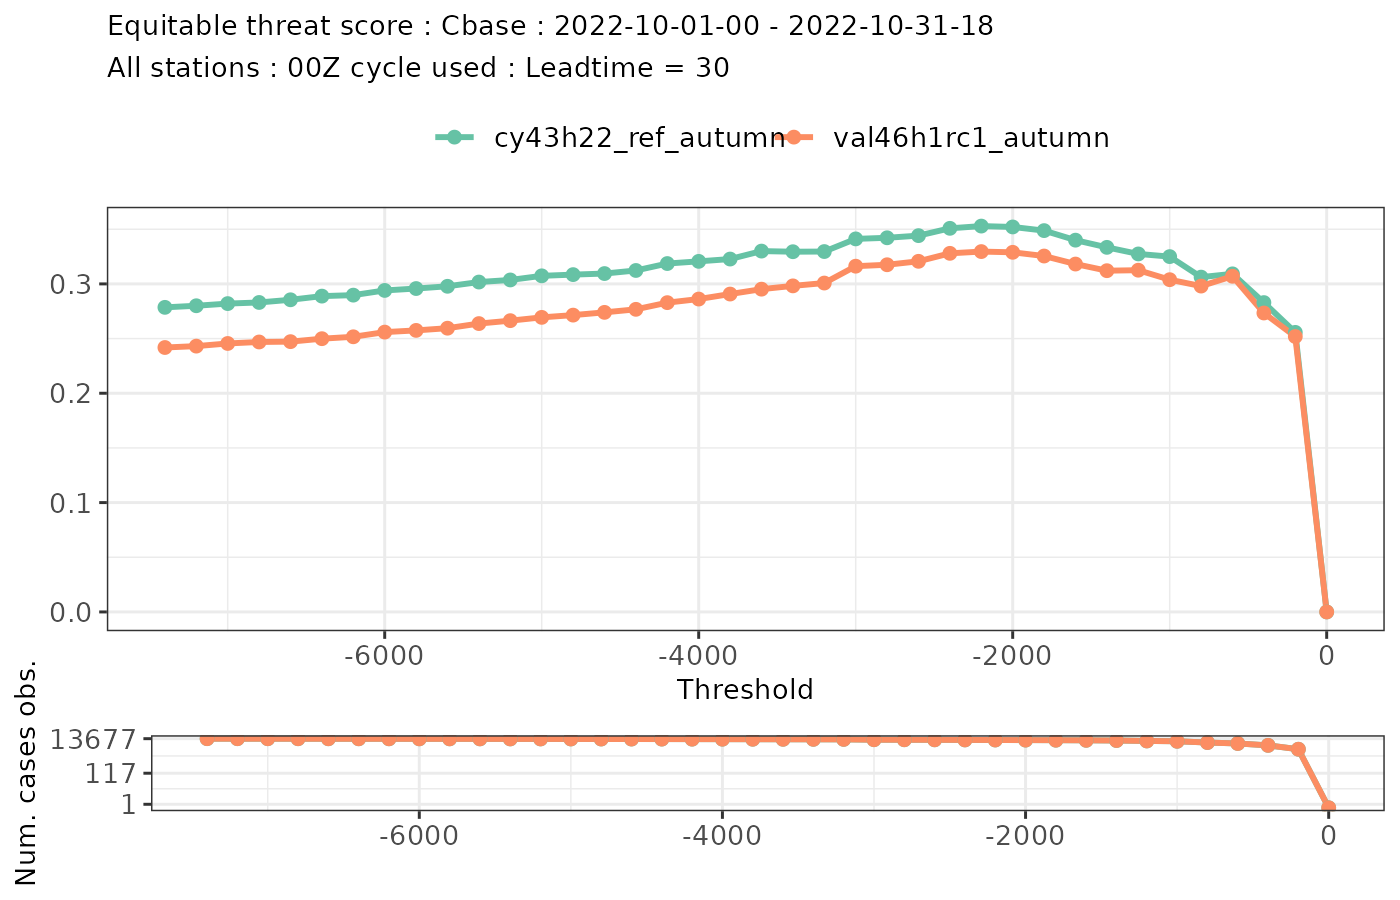 Equitable threat score : Cbase : 2022-10-01-00 - 2022-10-31-18
All stations : 00Z cycle used : Leadtime = 30
cy43h22_ref_autumn val46h1rc1_autumn
0.3
0.2
0.1
0.0
-6000 -4000 -2000 0
Threshold
Num. cases obs.
13677
117
1
-6000 -4000 -2000 0